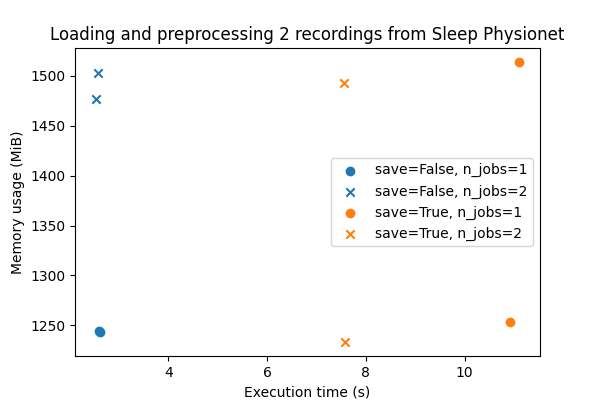 Loading and preprocessing 2 recordings from Sleep Physionet
1500
1450
1400
1350
1300
1250
Memory usage (MiB)
save=False, n_jobs=1
save=False, n_jobs=2
save=True, n_jobs=1
save=True, n_jobs=2
4 6 8 10
Execution time (s)